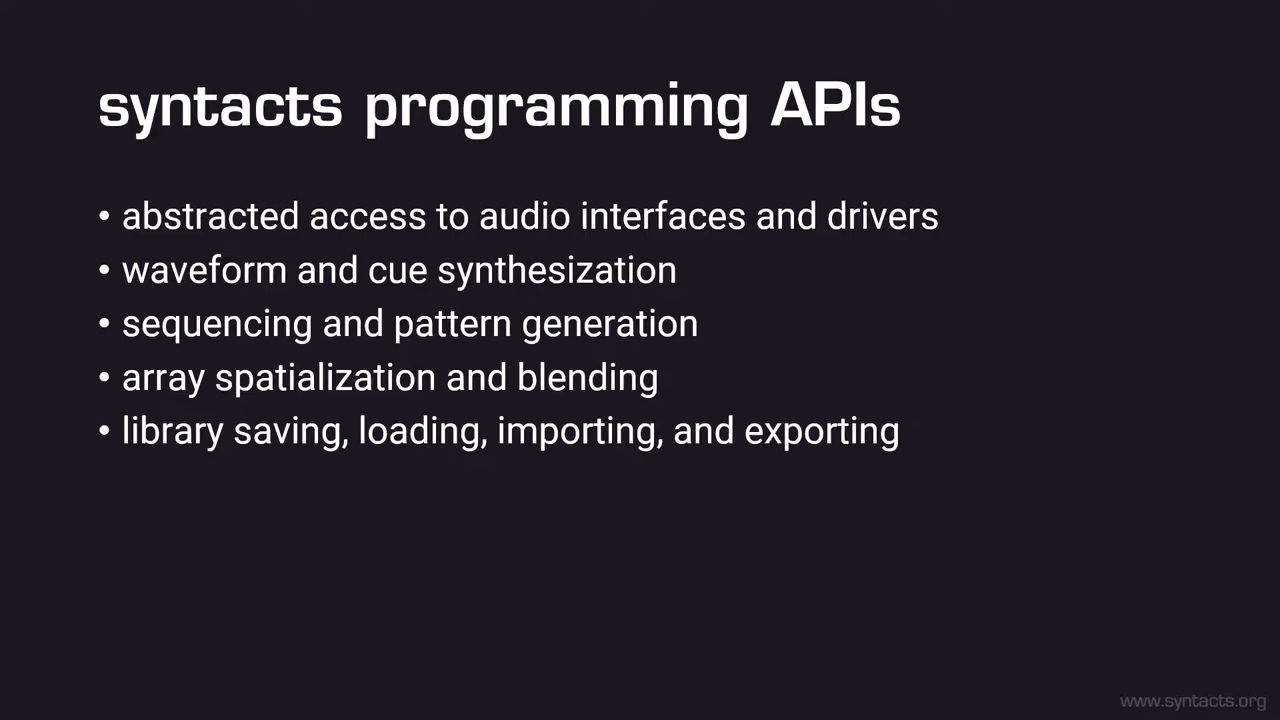 syntacts programming APIs
• abstracted access to audio interfaces and drivers
• waveform and cue synthesization
• sequencing and pattern generation
• array spatialization and blending
• library saving, loading, importing, and exporting
www.syntacts.org